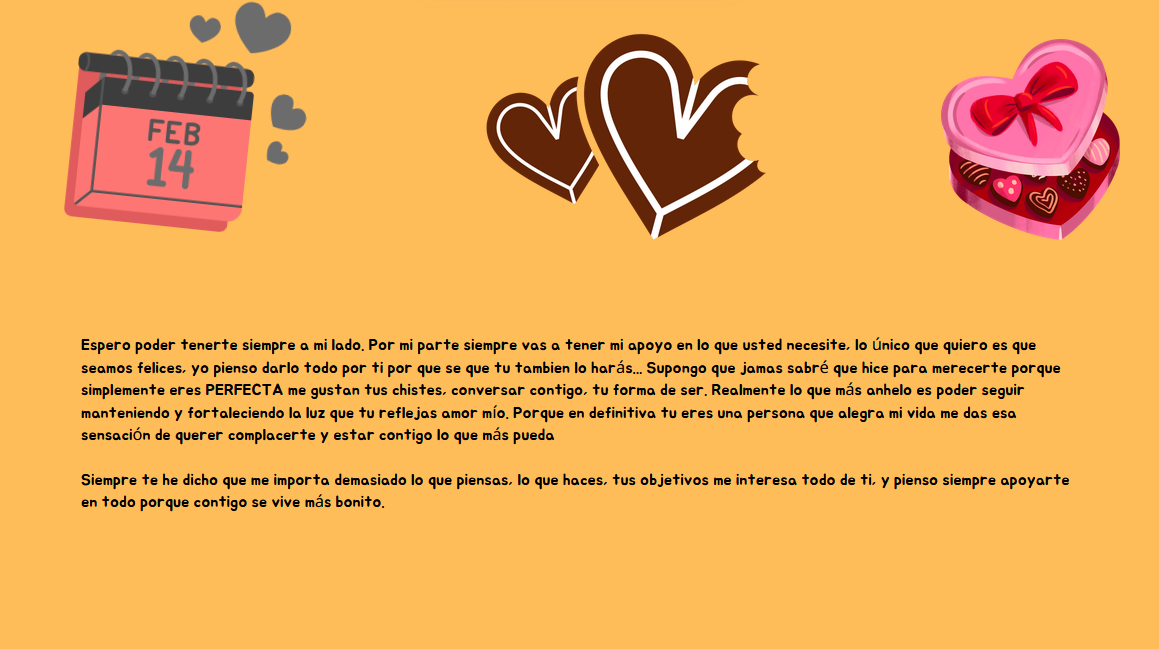 FEB
14
Espero poder tenerte siempre a mi lado. Por mi parte siempre vas a tener mi apoyo en lo que usted necesite, lo único que quiero es que
seamos felices, yo pienso darlo todo por ti por que se que tu tambien lo harás... Supongo que jamas sabré que hice para merecerte porque
simplemente eres PERFECTA me gustan tus chistes, conversar contigo, tu forma de ser. Realmente lo que más anhelo es poder seguir
manteniendo y fortaleciendo la luz que tu reflejas amor mío. Porque en definitiva tu eres una persona que alegra mi vida me das esa
sensación de querer complacerte y estar contigo lo que más pueda
Siempre te he dicho que me importa demasiado lo que piensas, lo que haces, tus objetivos me interesa todo de ti, y pienso siempre apoyarte
en todo porque contigo se vive más bonito.